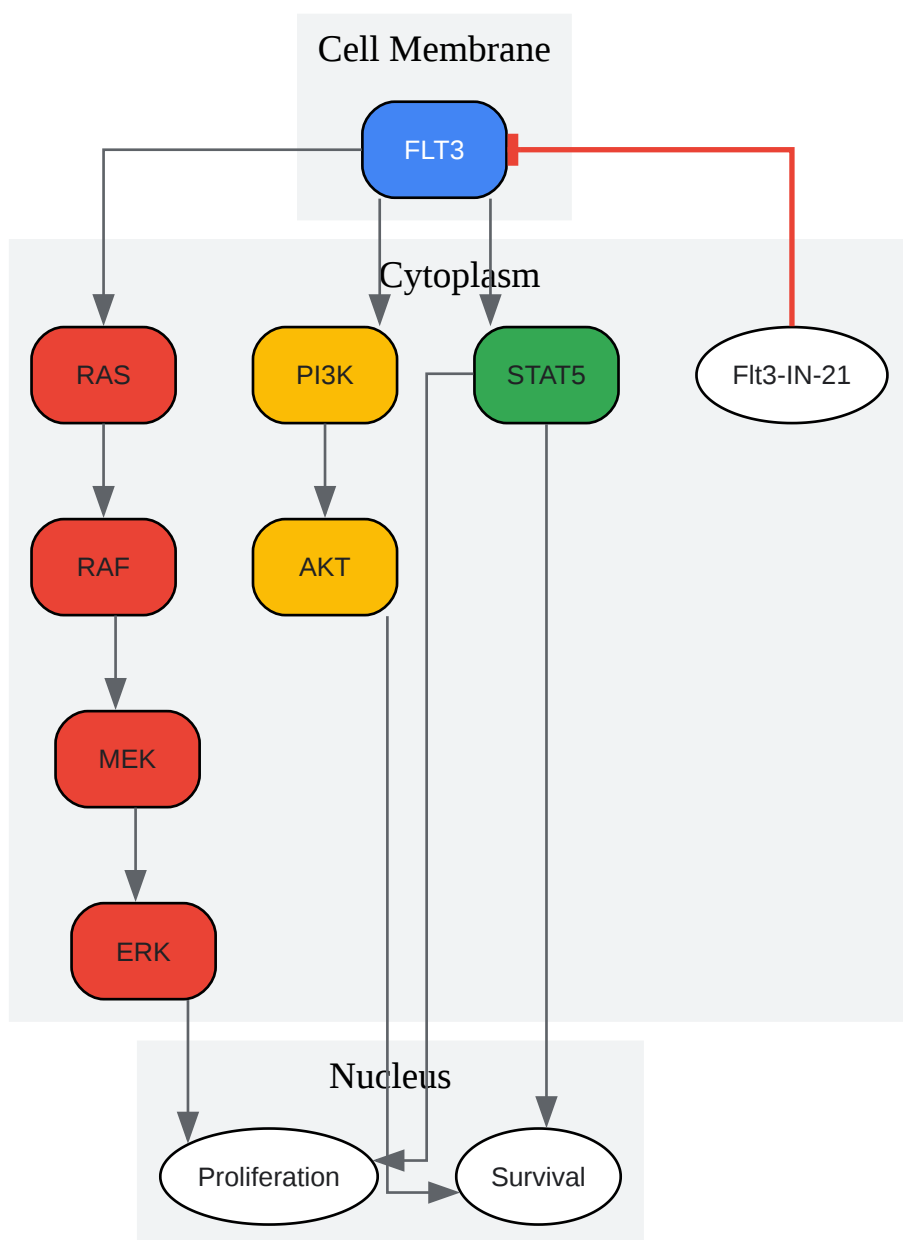 Cell Membrane
FLT3
Cytoplasm
RAS
PI3K
STAT5
Flt3-IN-21
RAF
AKT
MEK
ERK
Nucleus
Proliferation
Survival